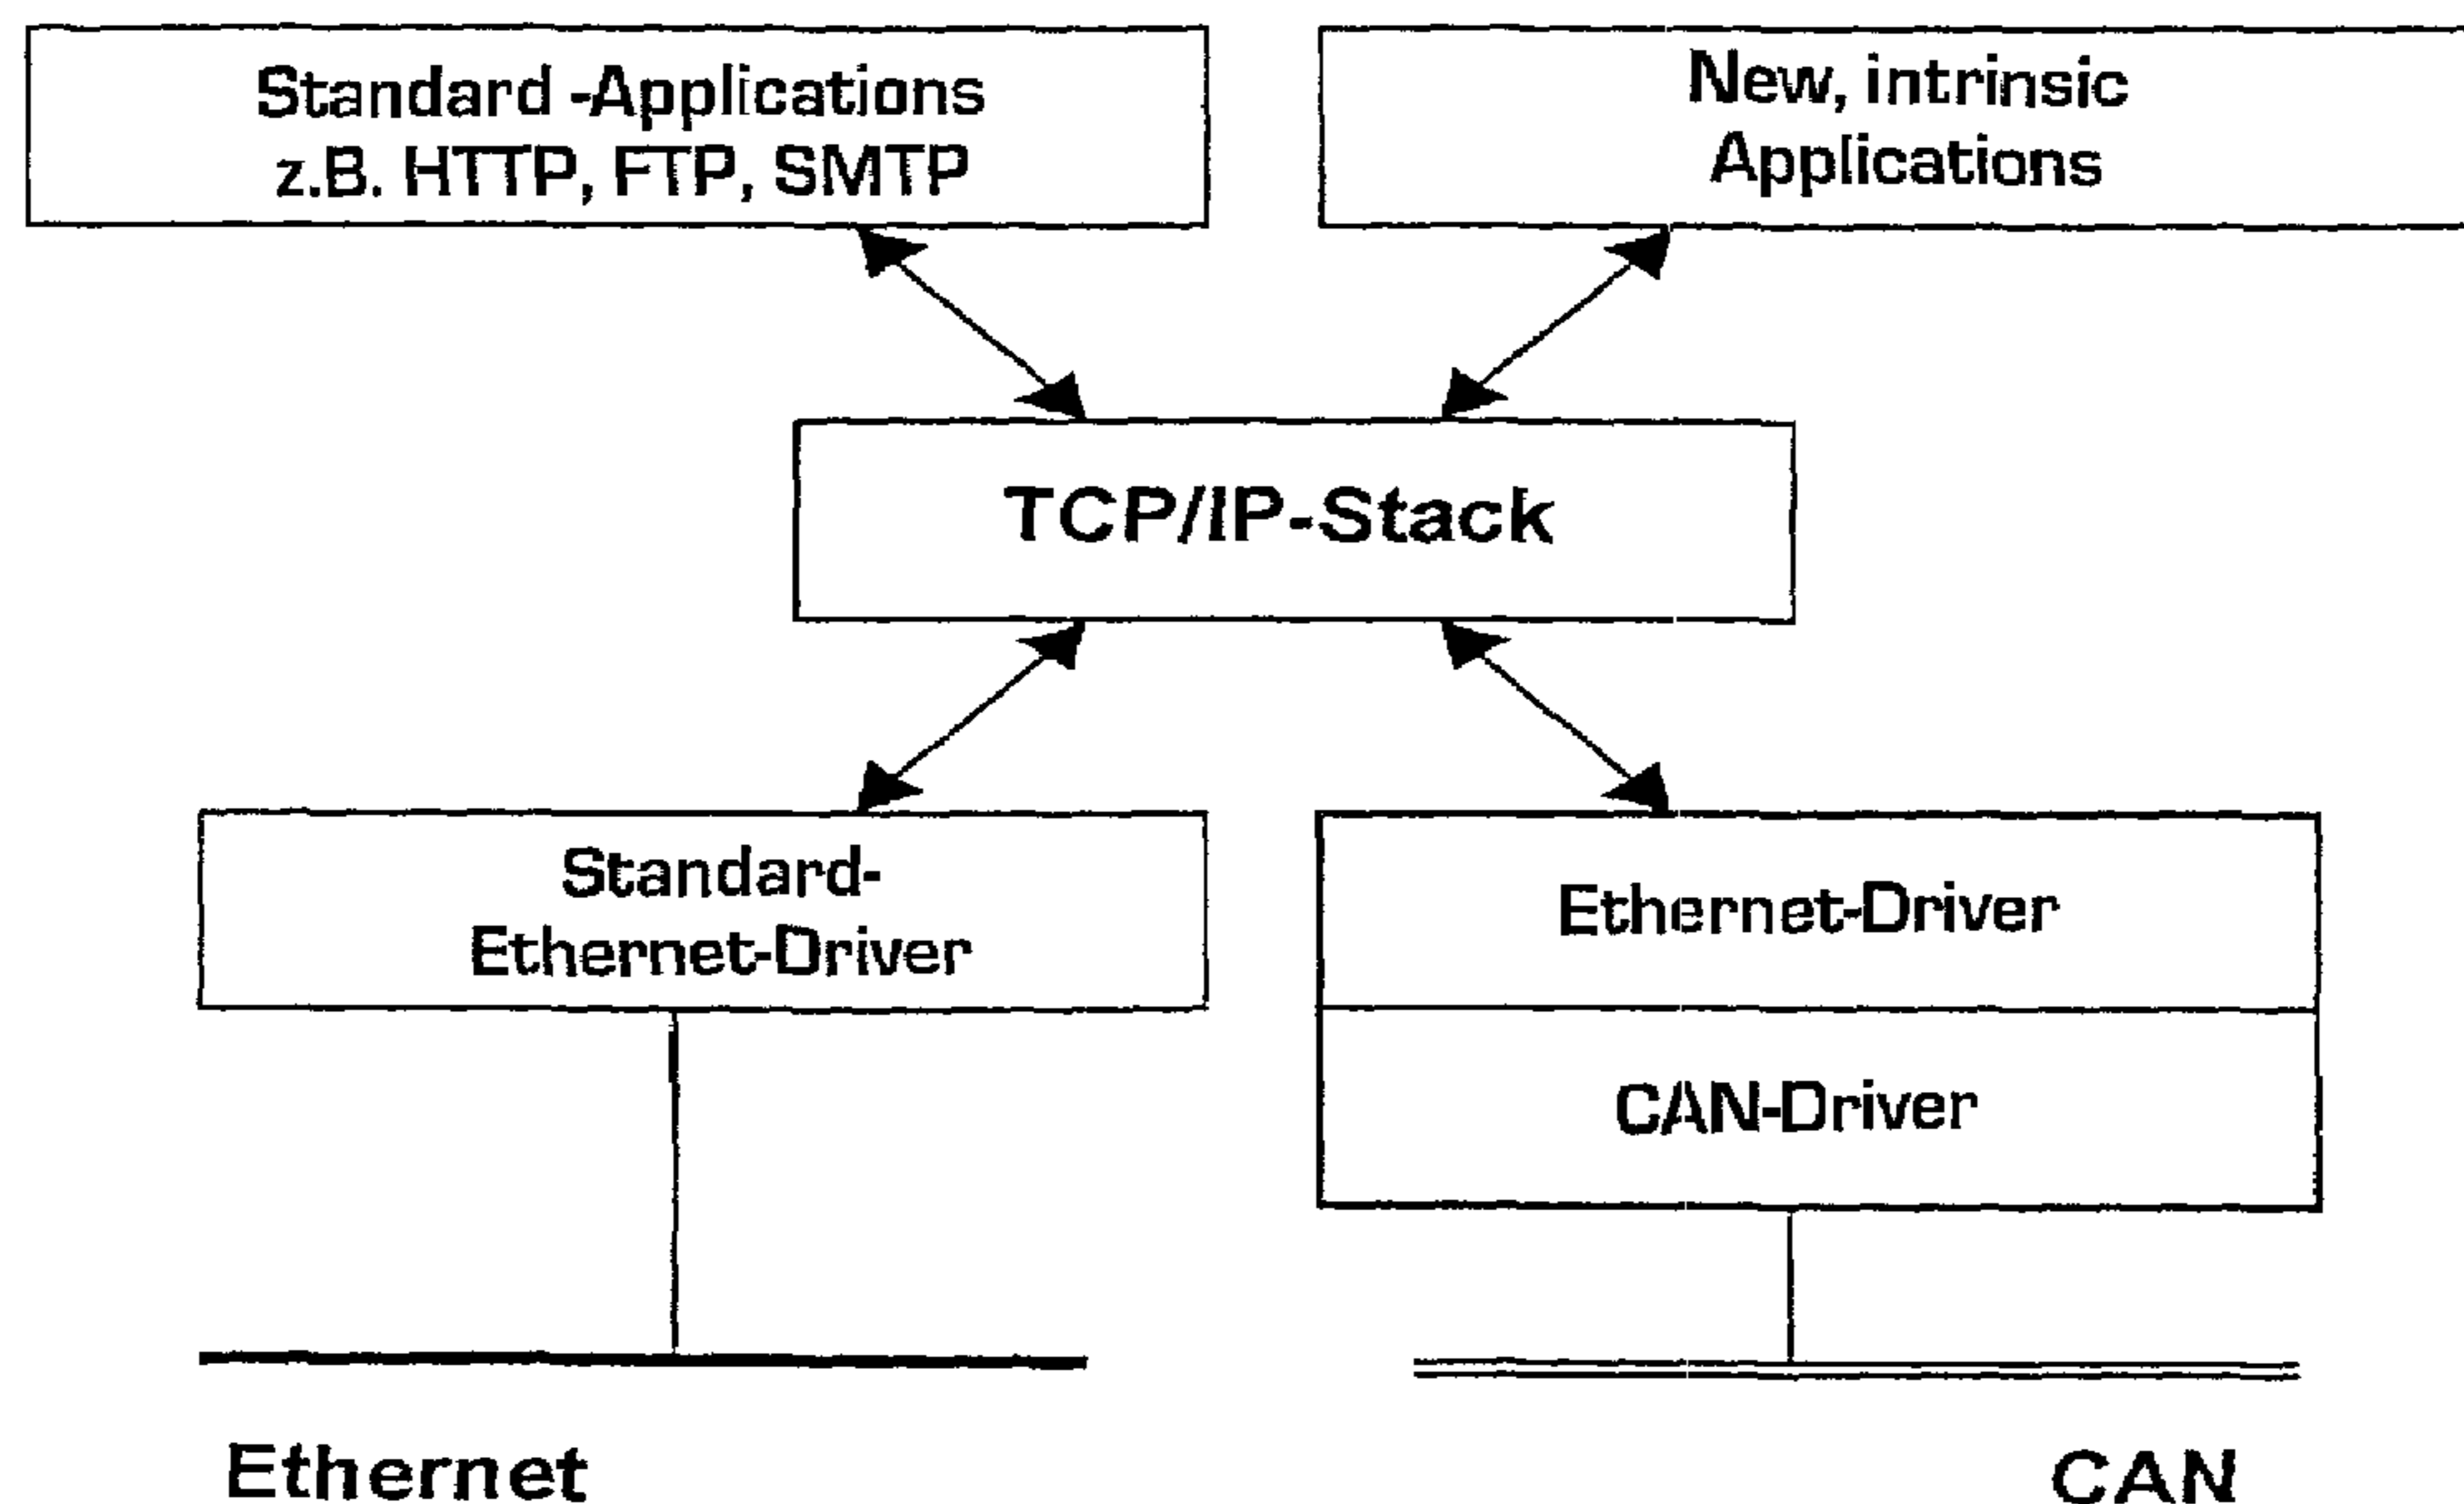 Standard -Applications
z.B. HTTP, FTP, SMTP
New, intrinsic
Applications
TCP/IP-Stack
Standard-
Ethernet-Driver
Ethernet-Driver
CAN-Driver
Ethernet
CAN